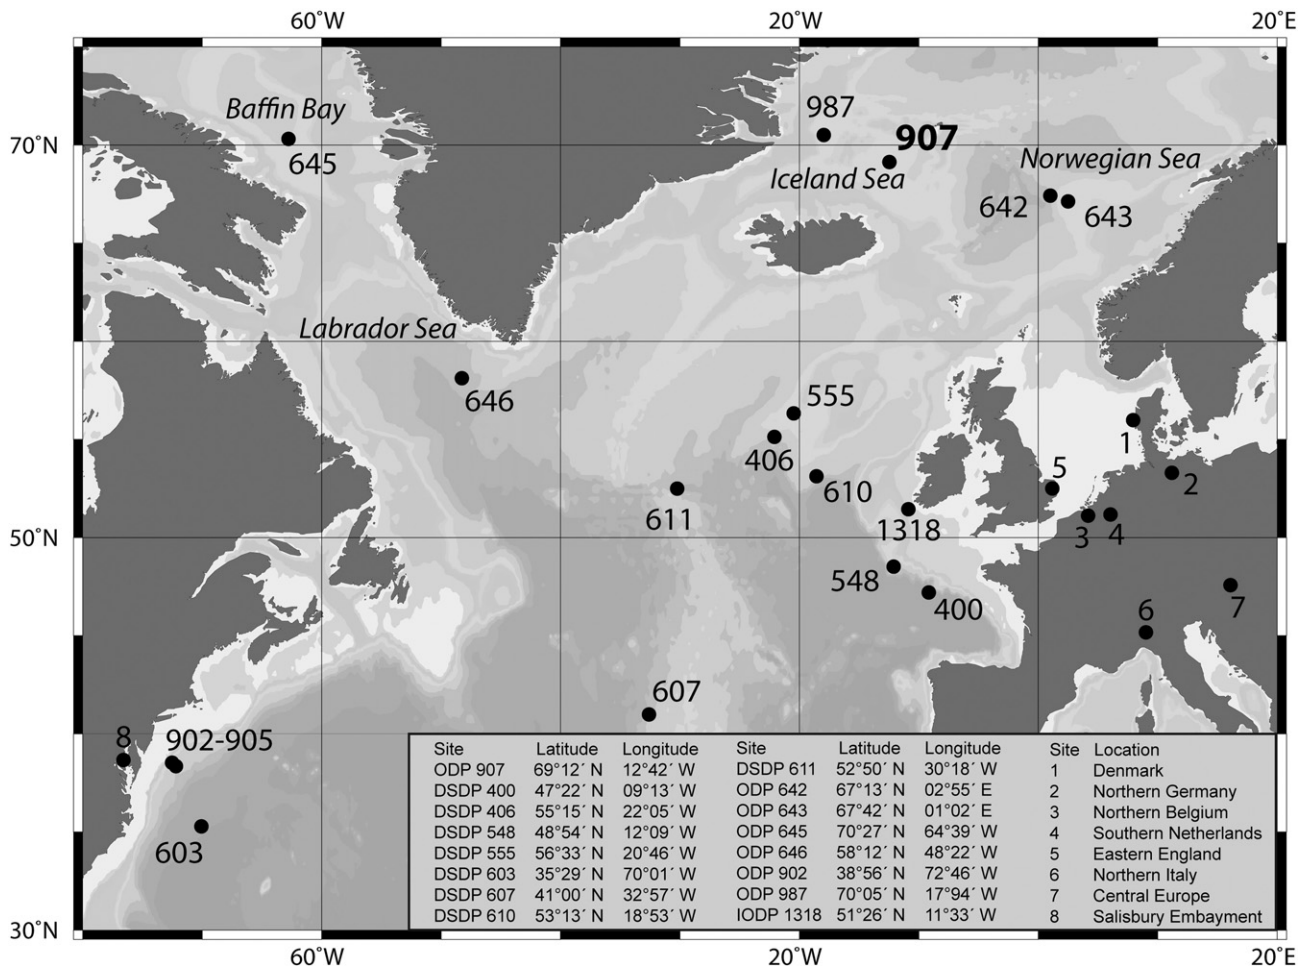 60°W 20°W 20°E
987
Baffin Bay
907
70°N
Norwegian Sea
645
Iceland Sea
642 643
Labrador Sea
555
646
406
1
5
610 2
611
1318 3 4
50°N
548
400
6 7
607
8 902-905
Site Latitude Longitude Site Latitude Longitude Site Location
ODP 907 69°12´ N 12°42´ W DSDP 611 52°50´ N 30°18´ W 1 Denmark
DSDP 400 47°22´ N 09°13´ W ODP 642 67°13´ N 02°55´ E 2 Northern Germany
DSDP 406 55°15´ N 22°05´ W ODP 643 67°42´ N 01°02´ E 3 Northern Belgium
DSDP 548 48°54´ N 12°09´ W ODP 645 70°27´ N 64°39´ W 4 Southern Netherlands
603 DSDP 555 56°33´ N 20°46´ W ODP 646 58°12´ N 48°22´ W 5 Eastern England
DSDP 603 35°29´ N 70°01´ W ODP 902 38°56´ N 72°46´ W 6 Northern Italy
DSDP 607 41°00´ N 32°57´ W ODP 987 70°05´ N 17°94´ W 7 Central Europe
DSDP 610 53°13´ N 18°53´ W IODP 1318 51°26´ N 11°33´ W 8 Salisbury Embayment
30°N
60°W 20°W 20°E